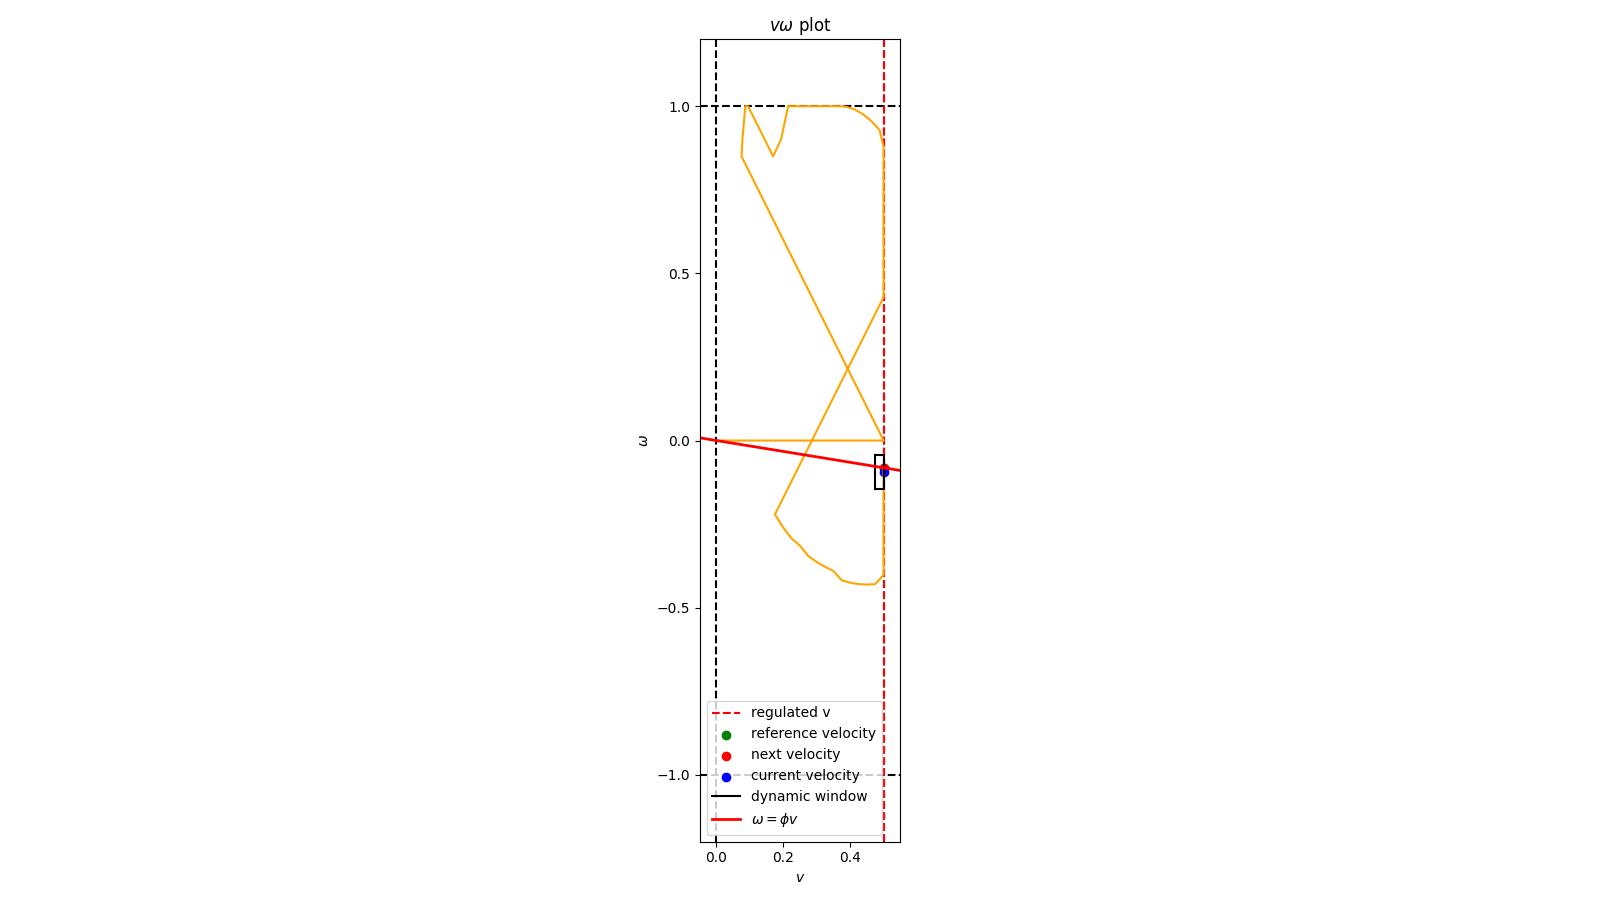 vω plot
1.0
0.5
0.0
−0.5
−1.0
ω
regulated v
reference velocity
next velocity
current velocity
dynamic window
ω = ϕv
0.0 0.2 0.4
v